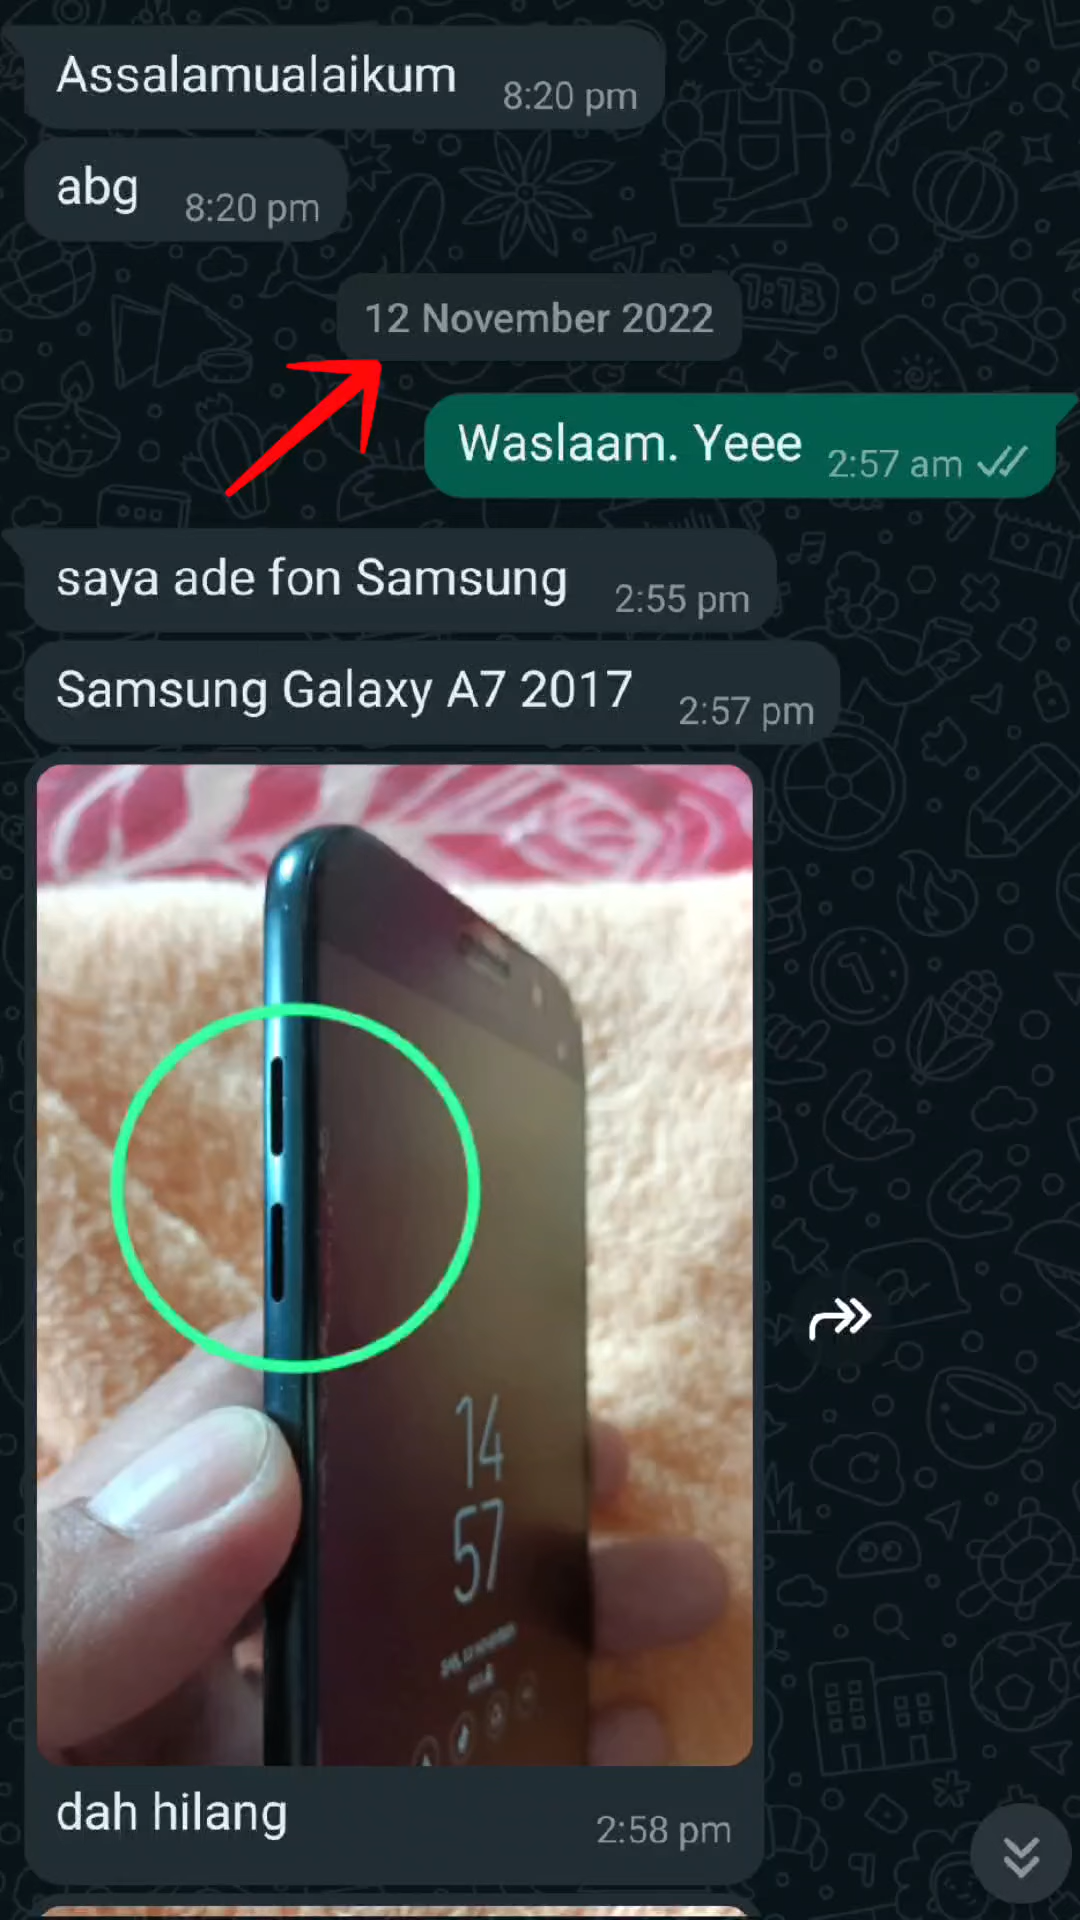 Assalamualaikum 8:20 pm
abg 8:20 pm
12 November 2022
Waslaam. Yeee 2:57 am
saya ade fon Samsung 2:55 pm
Samsung Galaxy A7 2017 2:57 pm
14
57
dah hilang 2:58 pm